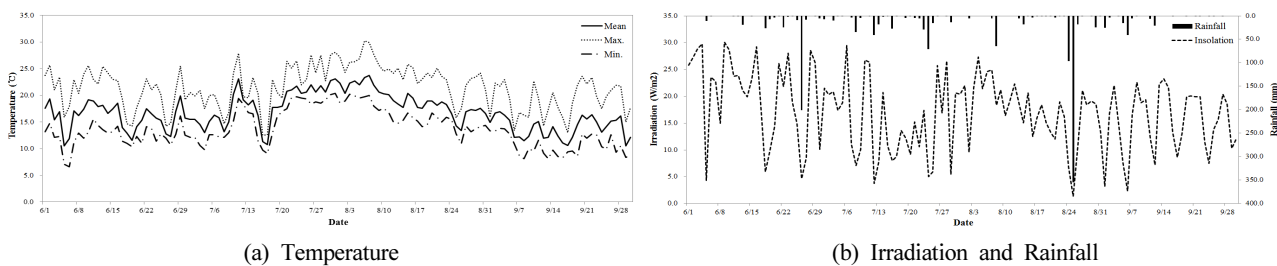 35.0
30.0
25.0
20.0
15.0
10.0
5.0
0.0
Temperature (℃)
Mean
Max.
Min.
6/1 6/8 6/15 6/22 6/29 7/6 7/13 7/20 7/27 8/3 8/10 8/17 8/24 8/31 9/7 9/14 9/21 9/28
Date
(a) Temperature
35.0
30.0
25.0
20.0
15.0
10.0
5.0
0.0
Irradiation (W/m2)
Rainfall
Insolation
0.0
50.0
100.0
150.0
200.0
250.0
300.0
350.0
400.0
Rainfall (mm)
6/1 6/8 6/15 6/22 6/29 7/6 7/13 7/20 7/27 8/3 8/10 8/17 8/24 8/31 9/7 9/14 9/21 9/28
Date
(b) Irradiation and Rainfall